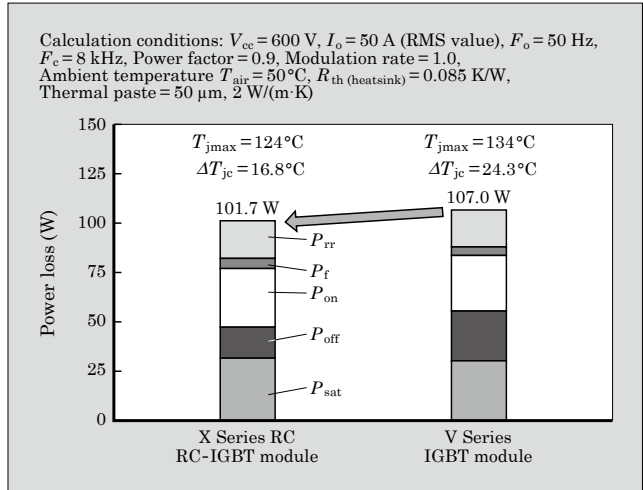 Calculation conditions: Vcc = 600 V, Io = 50 A (RMS value), Fo = 50 Hz,
Fc = 8 kHz, Power factor = 0.9, Modulation rate = 1.0,
Ambient temperature Tair = 50°C, Rth (heatsink) = 0.085 K/W,
Thermal paste = 50 µm, 2 W/(m·K)
Power loss (W)
150
125
100
75
50
25
0
Tjmax = 124°C
ΔTjc = 16.8°C
101.7 W
Tjmax = 134°C
ΔTjc = 24.3°C
107.0 W
Prr
Pf
Pon
Poff
Psat
X Series RC
RC-IGBT module
V Series
IGBT module